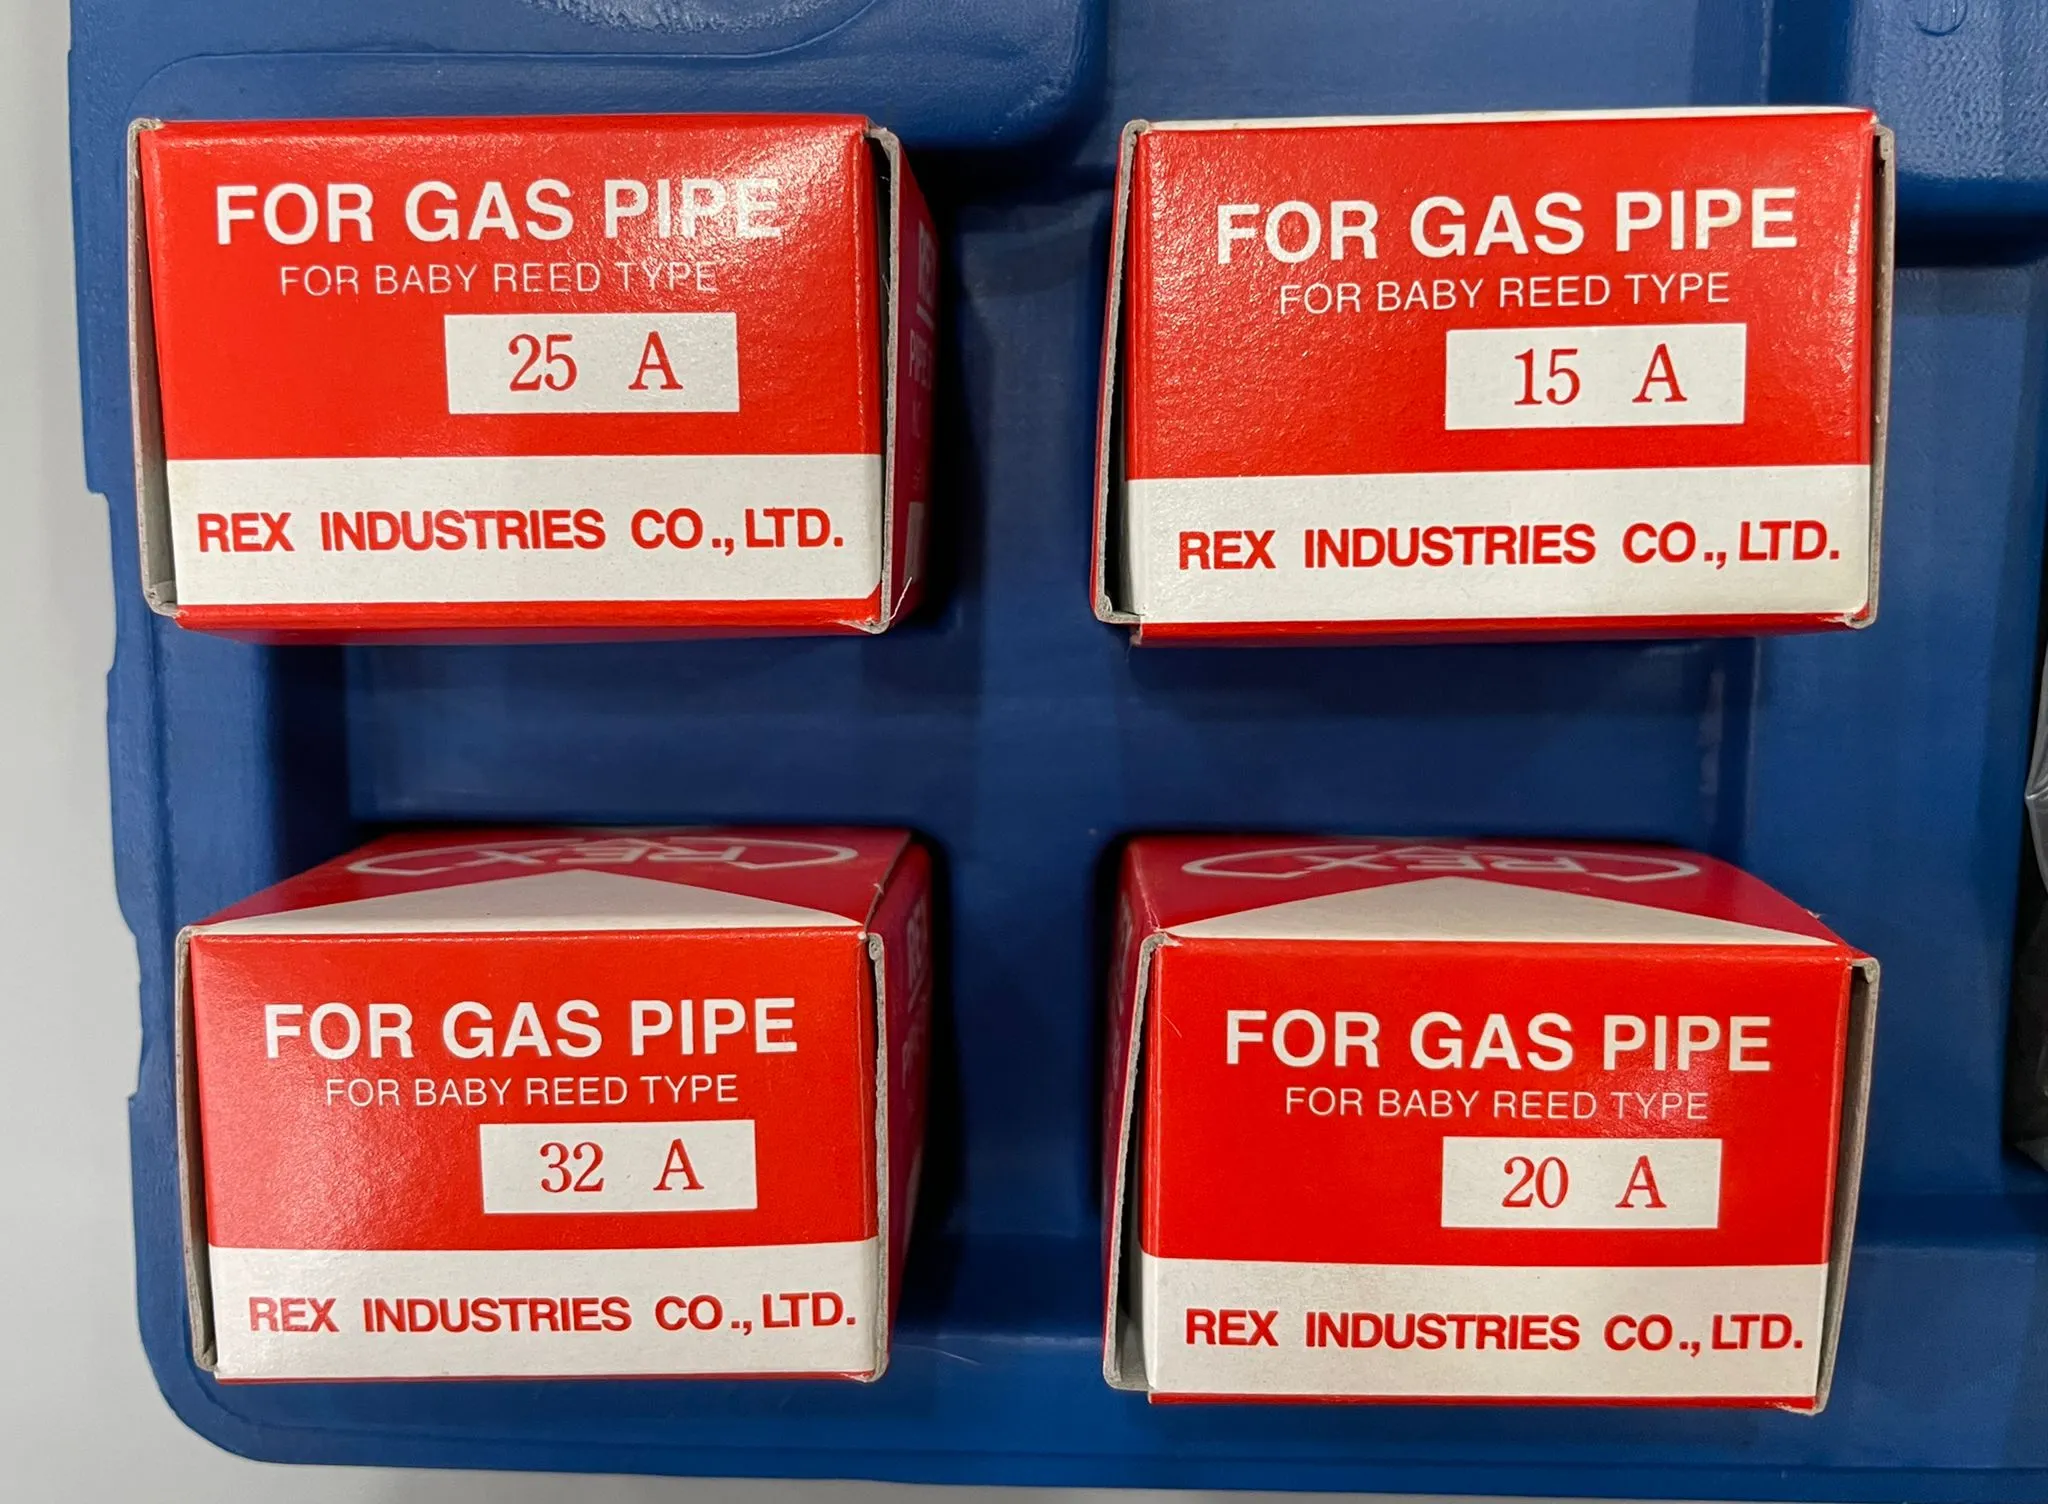 FOR GAS PIPE
FOR BABY REED TYPE
25 A
REX INDUSTRIES CO., LTD.
FOR GAS PIPE
FOR BABY REED TYPE
15 A
REX INDUSTRIES CO., LTD.
REX
FOR GAS PIPE
FOR BABY REED TYPE
32 A
REX INDUSTRIES CO., LTD.
REX
FOR GAS PIPE
FOR BABY REED TYPE
20 A
REX INDUSTRIES CO., LTD.